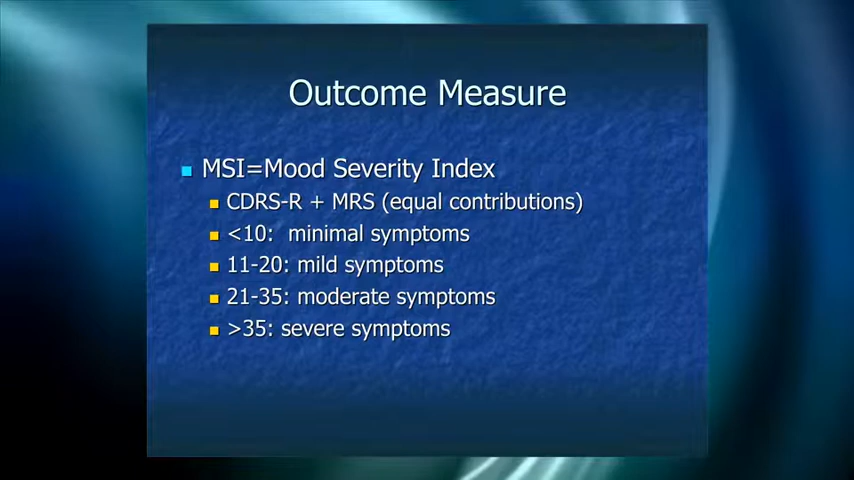 Outcome Measure
MSI=Mood Severity Index
CDRS-R + MRS (equal contributions)
<10: minimal symptoms
11-20: mild symptoms
21-35: moderate symptoms
>35: severe symptoms